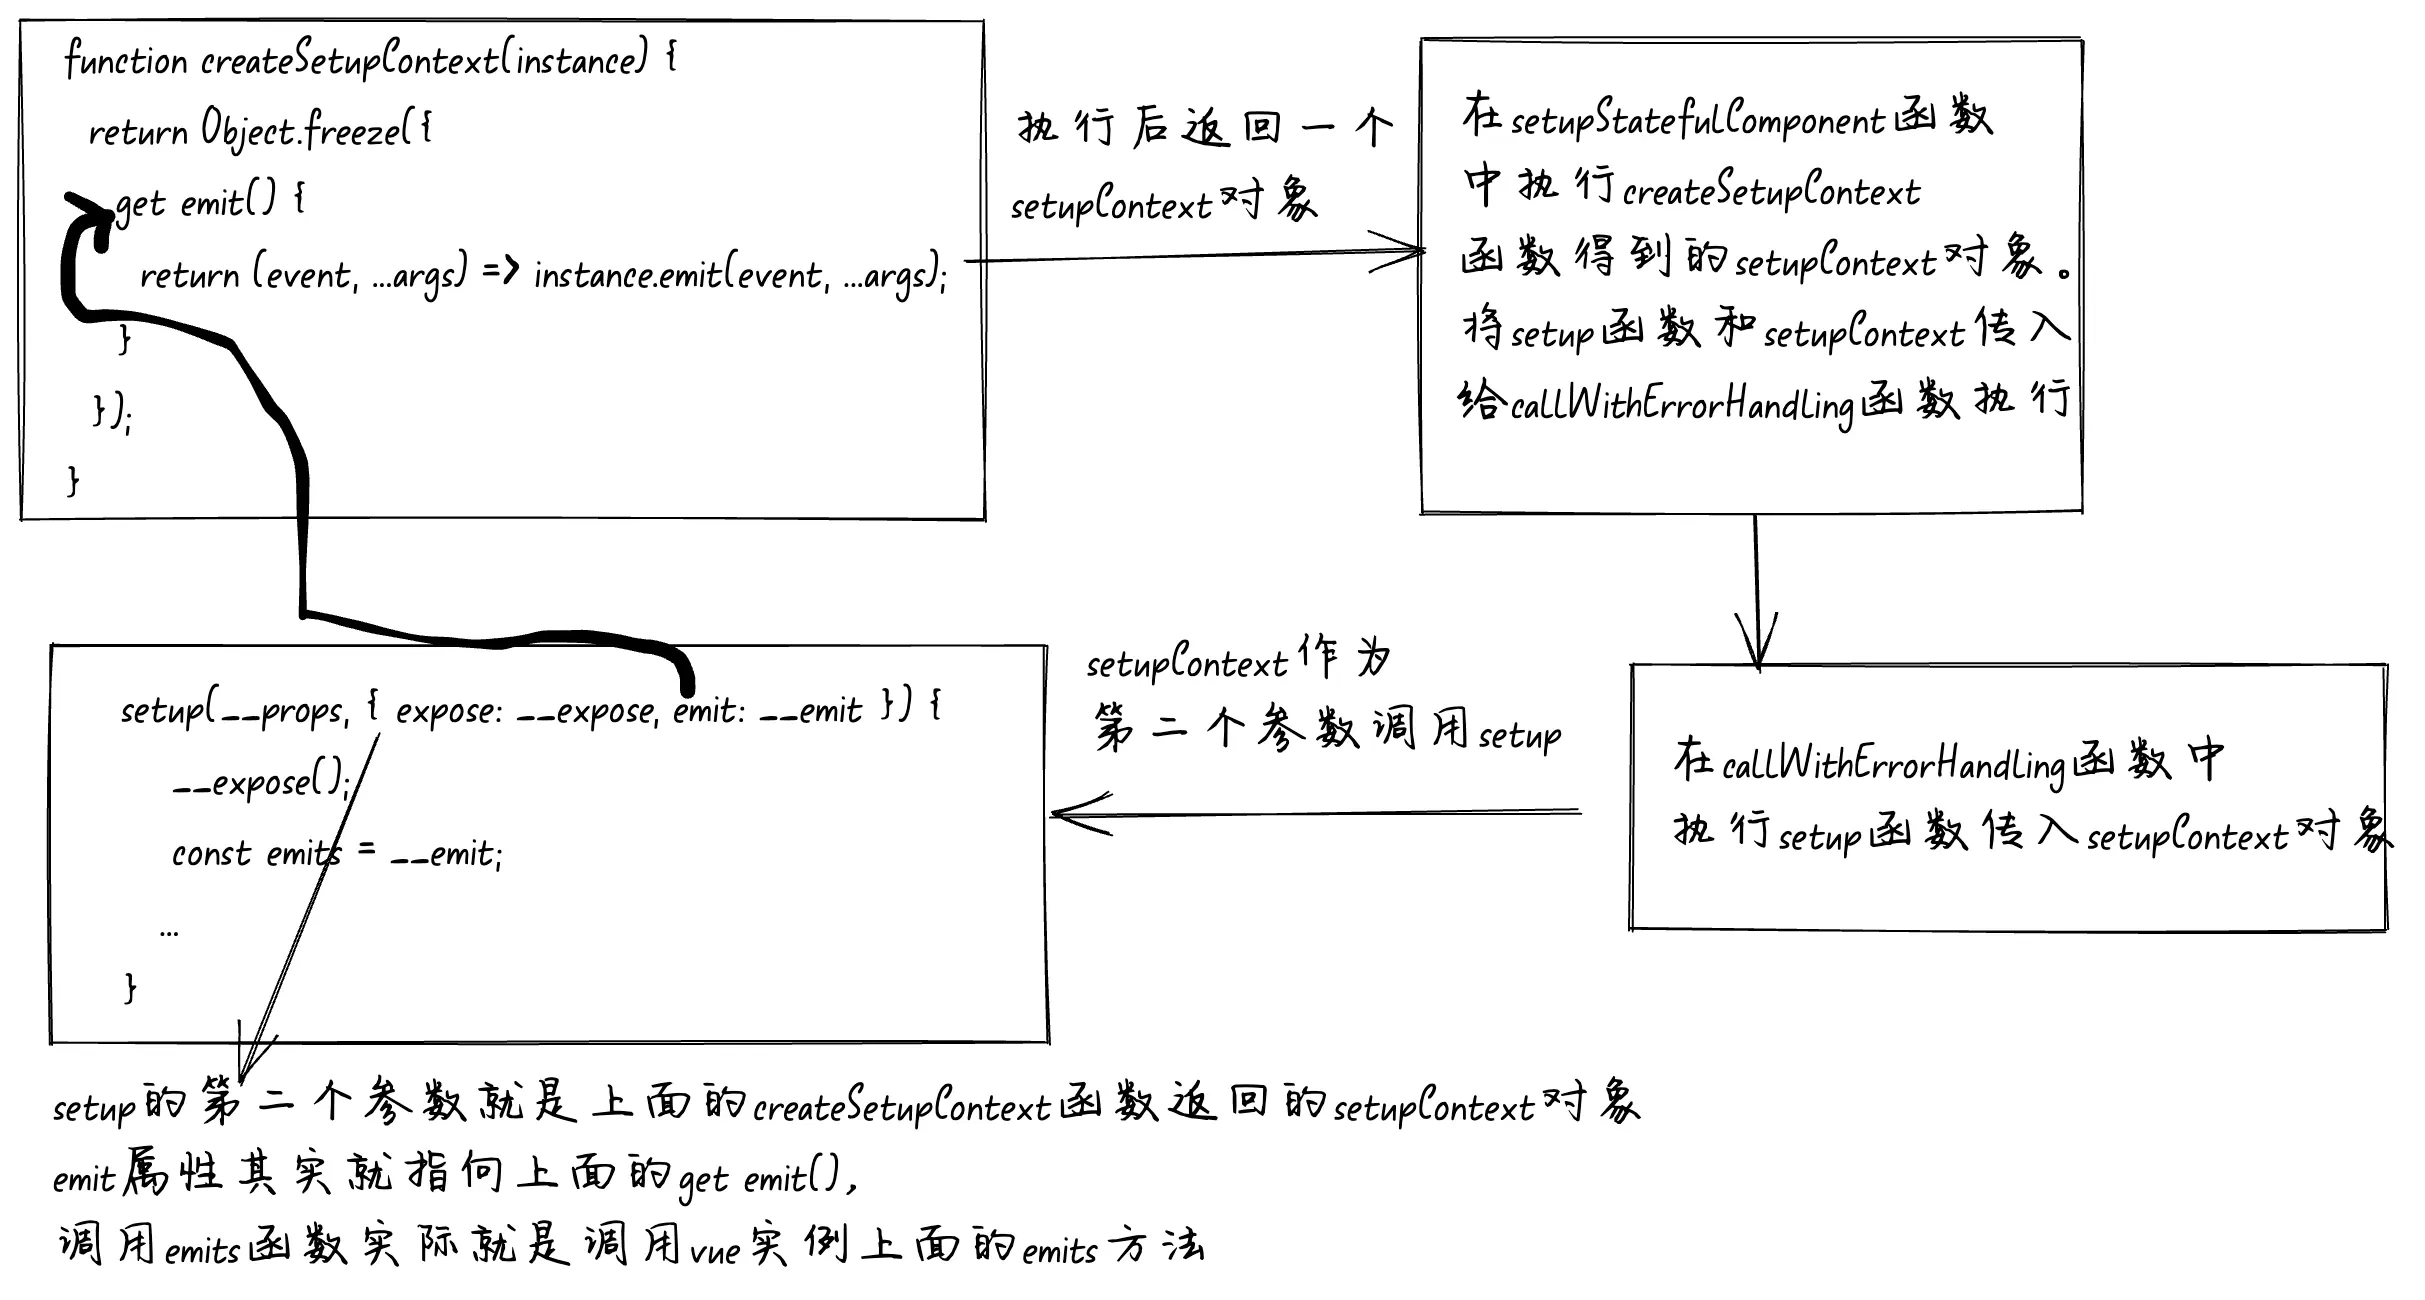 function createSetupContext(instance) {
return Object.freeze({
get emit() {
return (event, ...args) => instance.emit(event, ...args);
}
});
}
执行后返回一个
setupContext对象
在setupStatefulComponent函数
中执行createSetupContext
函数得到的setupContext对象。
将setup函数和setupContext传入
给callWithErrorHandling函数执行
在callWithErrorHandling函数中
执行setup函数传入setupContext对象
setupContext作为
第二个参数调用setup
setup(__props, { expose: __expose, emit: __emit }) {
__expose();
const emits = __emit;
...
}
setup的第二个参数就是上面的createSetupContext函数返回的setupContext对象
emit属性其实就指向上面的get emit(),
调用emits函数实际就是调用vue实例上面的emits方法